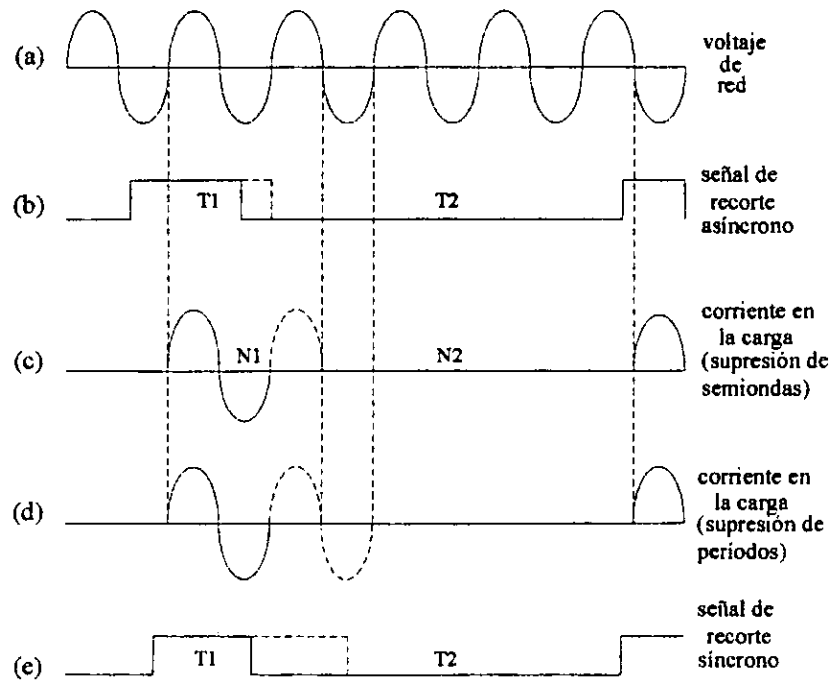 (a)
voltaje
de
red
(b)
T1
T2
señal de
recorte
asíncrono
(c)
N1
N2
corriente en
la carga
(supresión de
semiondas)
(d)
corriente en
la carga
(supresión de
períodos)
(e)
T1
T2
señal de
recorte
síncrono